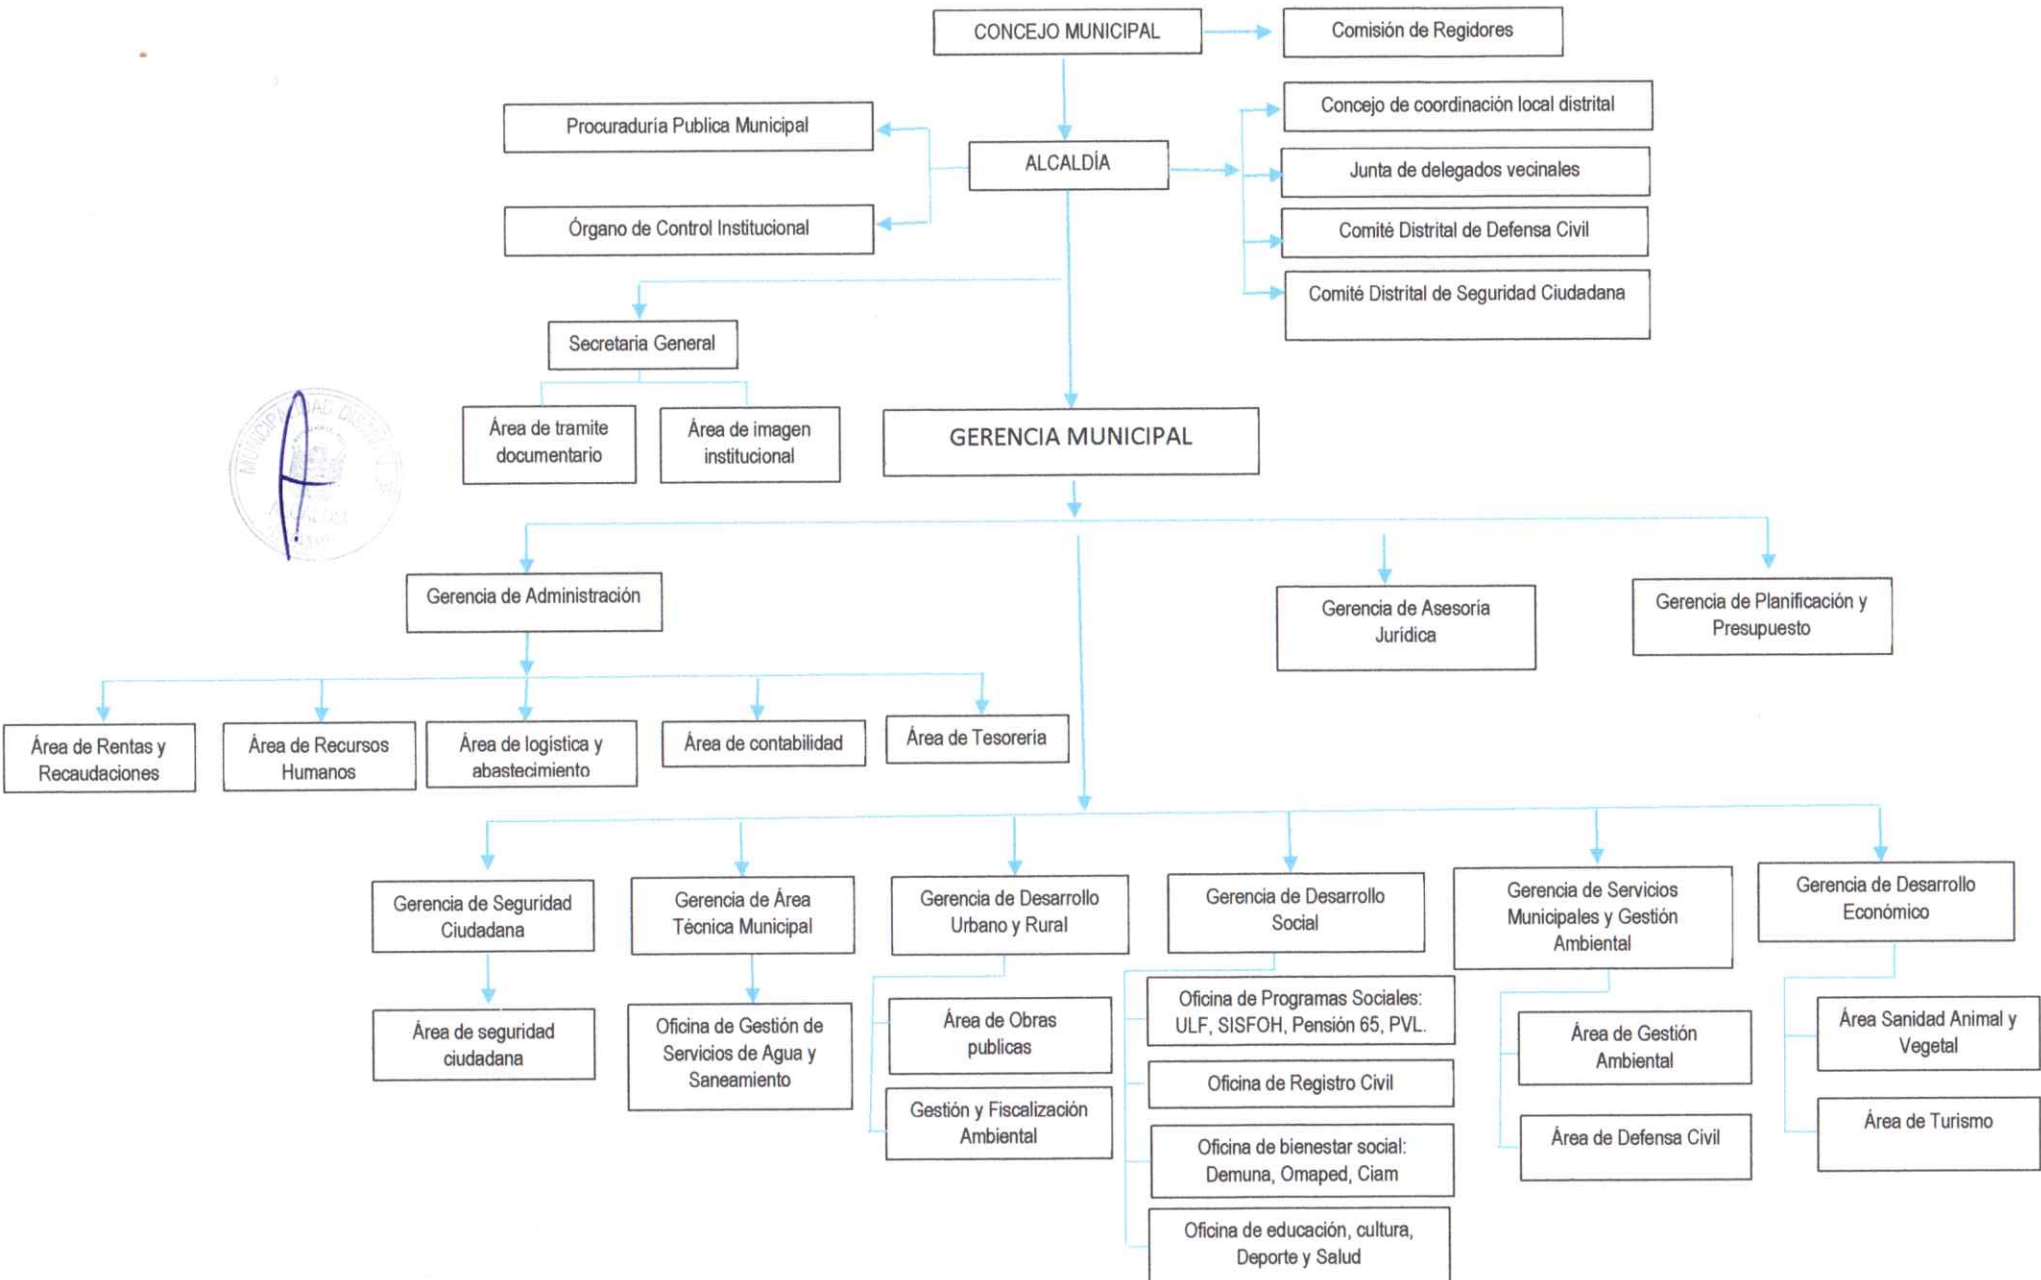 CONCEJO MUNICIPAL
Comisión de Regidores
Concejo de coordinación local distrital
Procuraduría Publica Municipal
ALCALDÍA
Junta de delegados vecinales
Órgano de Control Institucional
Comité Distrital de Defensa Civil
Comité Distrital de Seguridad Ciudadana
Secretaria General
Área de tramite
documentario
Área de imagen
institucional
GERENCIA MUNICIPAL
MUNICIPALIDAD DISTRITAL DE
ALCALDIA
Gerencia de Administración
Gerencia de Asesoría
Jurídica
Gerencia de Planificación y
Presupuesto
Área de Rentas y
Recaudaciones
Área de Recursos
Humanos
Área de logística y
abastecimiento
Área de contabilidad
Área de Tesorería
Gerencia de Seguridad
Ciudadana
Gerencia de Área
Técnica Municipal
Gerencia de Desarrollo
Urbano y Rural
Gerencia de Desarrollo
Social
Gerencia de Servicios
Municipales y Gestión
Ambiental
Gerencia de Desarrollo
Económico
Área de seguridad
ciudadana
Oficina de Gestión de
Servicios de Agua y
Saneamiento
Área de Obras
publicas
Gestión y Fiscalización
Ambiental
Oficina de Programas Sociales:
ULF, SISFOH, Pensión 65, PVL.
Oficina de Registro Civil
Oficina de bienestar social:
Demuna, Omaped, Ciam
Oficina de educación, cultura,
Deporte y Salud
Área de Gestión
Ambiental
Área de Defensa Civil
Área Sanidad Animal y
Vegetal
Área de Turismo